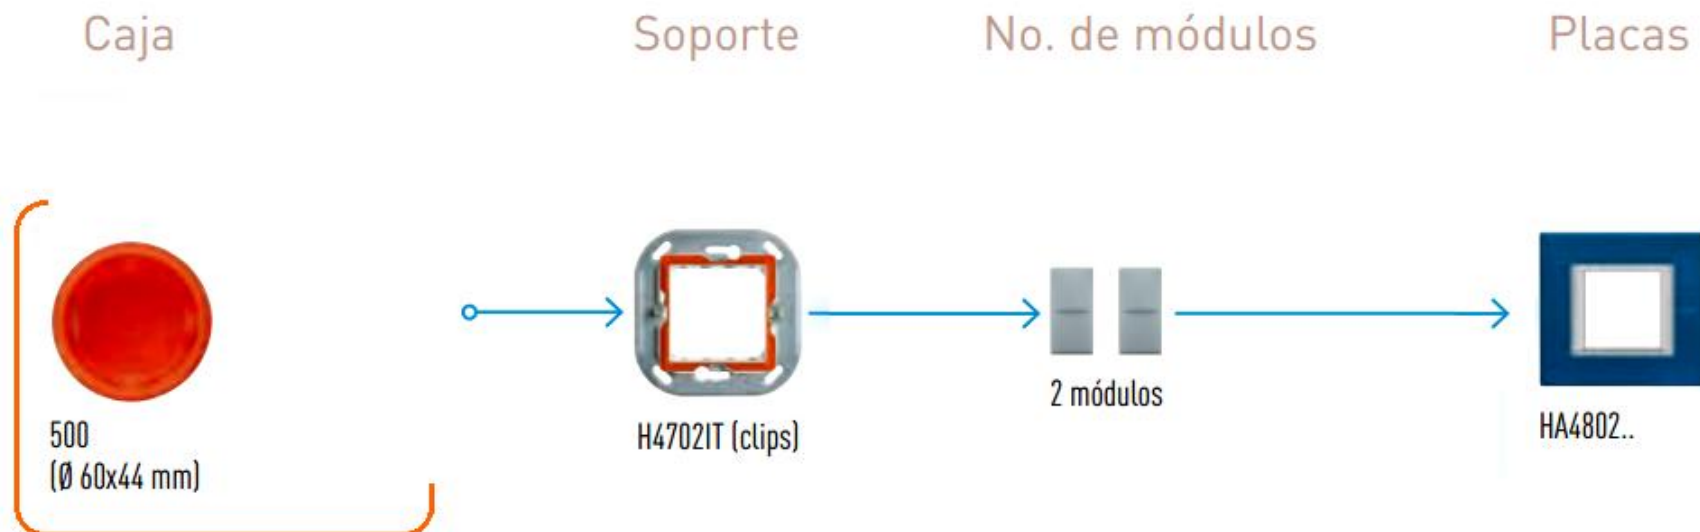 Caja
Soporte
No. de módulos
Placas
500
(Ø 60x44 mm)
H4702IT (clips)
2 módulos
HA4802..